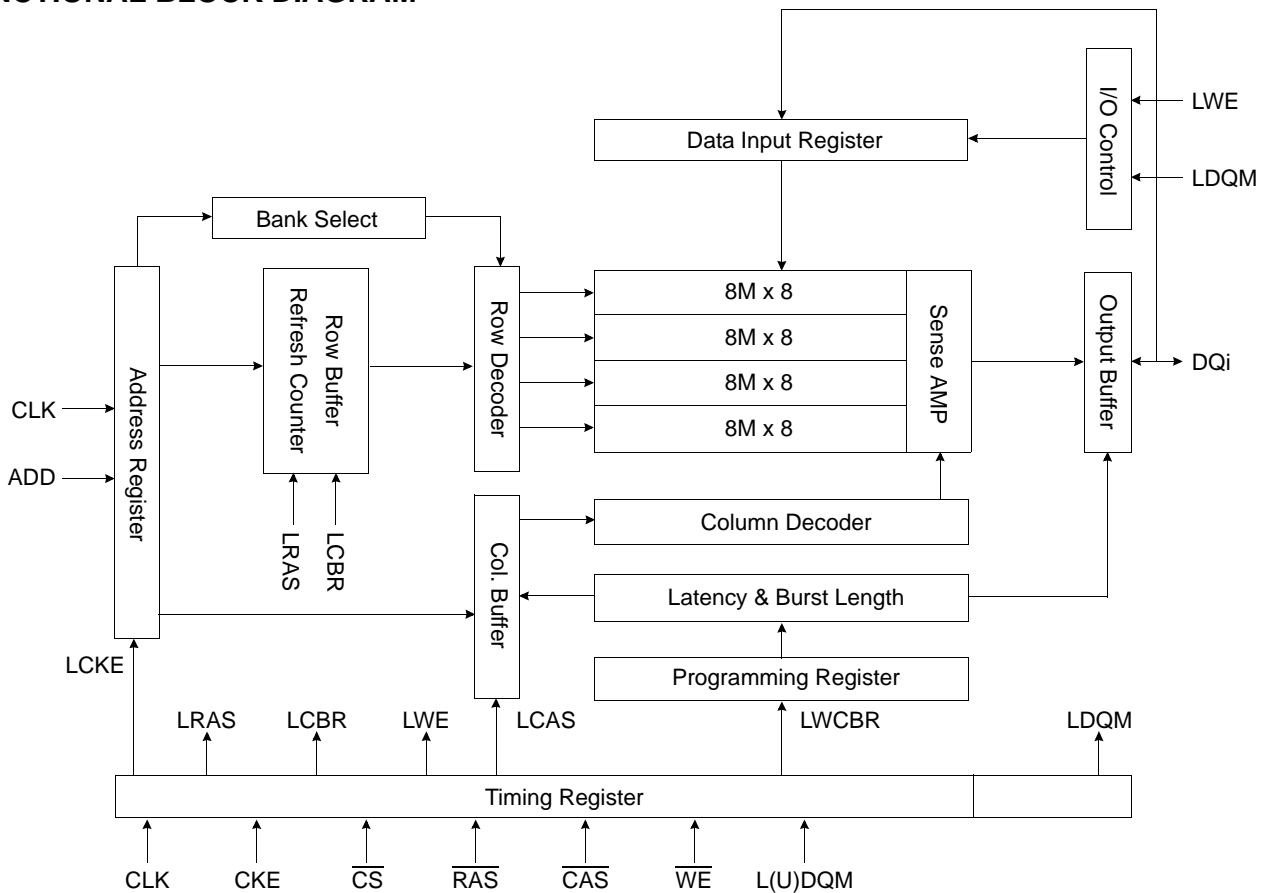 Data Input Register
I/O Control
LWE
LDQM
Bank Select
Address Register
CLK
ADD
Row Buffer
Refresh Counter
LRAS
LCBR
Row Decoder
8M x 8
8M x 8
8M x 8
8M x 8
Sense AMP
Output Buffer
DQi
Col. Buffer
Column Decoder
Latency & Burst Length
Programming Register
LCKE
LRAS
LCBR
LWE
LCAS
LWCBR
LDQM
Timing Register
CLK
CKE
CS
RAS
CAS
WE
L(U)DQM